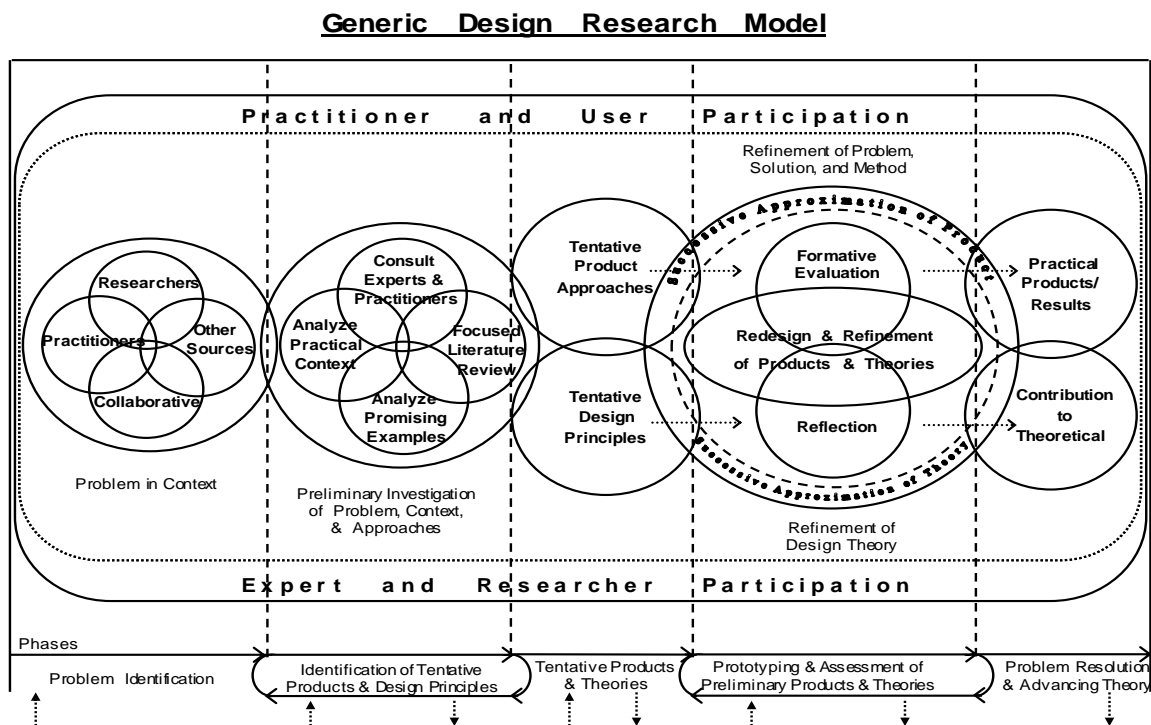 Generic Design Research Model
Practitioner and User Participation
Refinement of Problem,
Solution, and Method
Successive Approximation of Product
Researchers
Practitioners
Other
Sources
Collaborative
Problem in Context
Consult
Experts &
Practitioners
Analyze
Practical
Context
Focused
Literature
Review
Analyze
Promising
Examples
Preliminary Investigation
of Problem, Context,
& Approaches
Tentative
Product
Approaches
Tentative
Design
Principles
Formative
Evaluation
Redesign & Refinement
of Products & Theories
Reflection
Successive Approximation of Theory
Refinement of
Design Theory
Practical
Products/
Results
Contribution
to
Theoretical
Expert and Researcher Participation
Phases
Problem Identification
Identification of Tentative
Products & Design Principles
Tentative Products
& Theories
Prototyping & Assessment of
Preliminary Products & Theories
Problem Resolution
& Advancing Theory